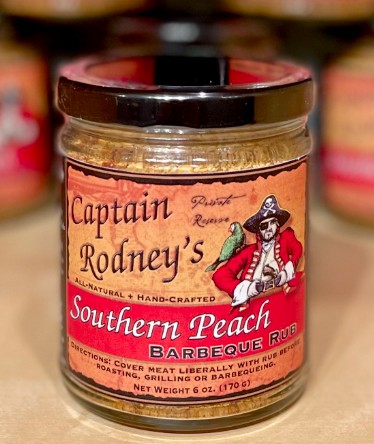 Captain
Private
Reserve
Rodney's
All-Natural + Hand-Crafted
Southern Peach
Barbeque Rub
Directions: Cover meat liberally with rub before
roasting, grilling or barbequeing.
Net Weight 6 oz. (170 g)